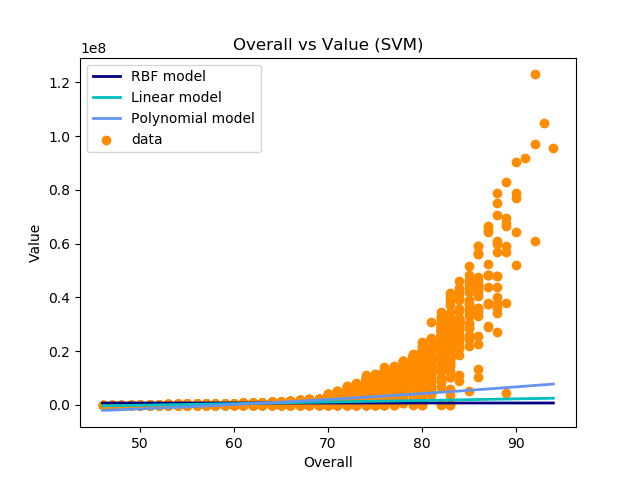 Overall vs Value (SVM)
1e8
RBF model
Linear model
Polynomial model
data
1.2
1.0
0.8
0.6
0.4
0.2
0.0
Value
50
60
70
80
90
Overall